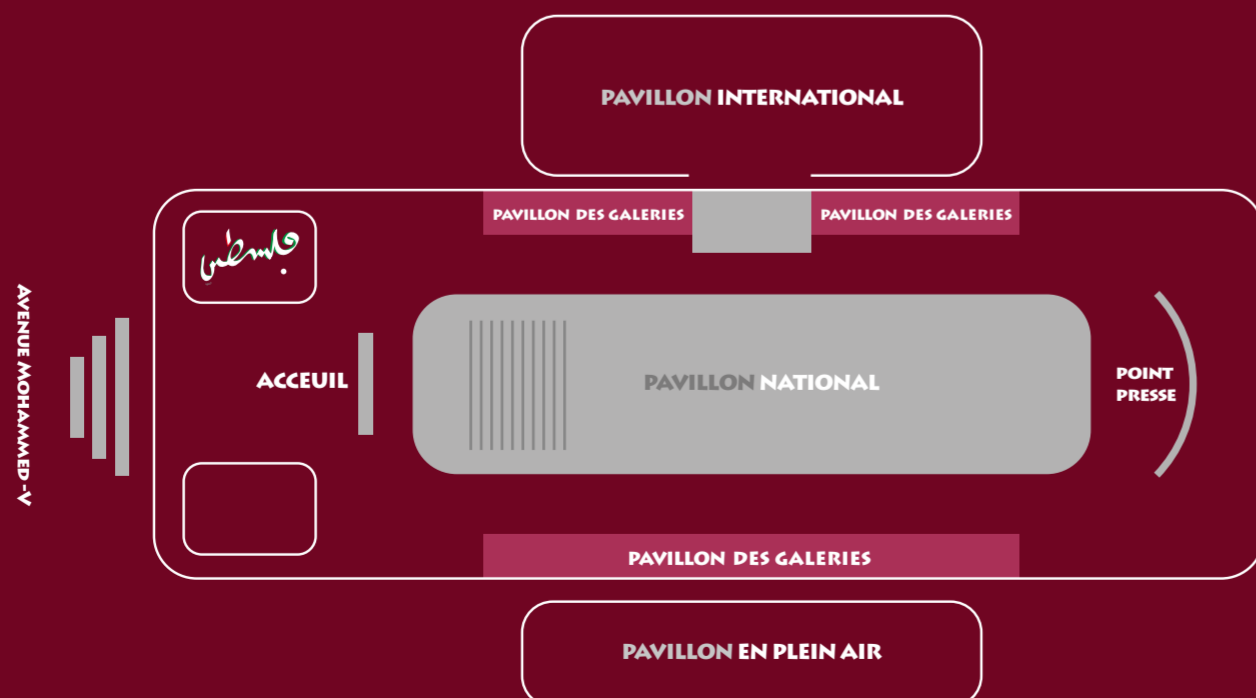 PAVILLON INTERNATIONAL
PAVILLON DES GALERIES
PAVILLON DES GALERIES
فلسطين
AVENUE MOHAMMED-V
ACCEUIL
PAVILLON NATIONAL
POINT
PRESSE
PAVILLON DES GALERIES
PAVILLON EN PLEIN AIR